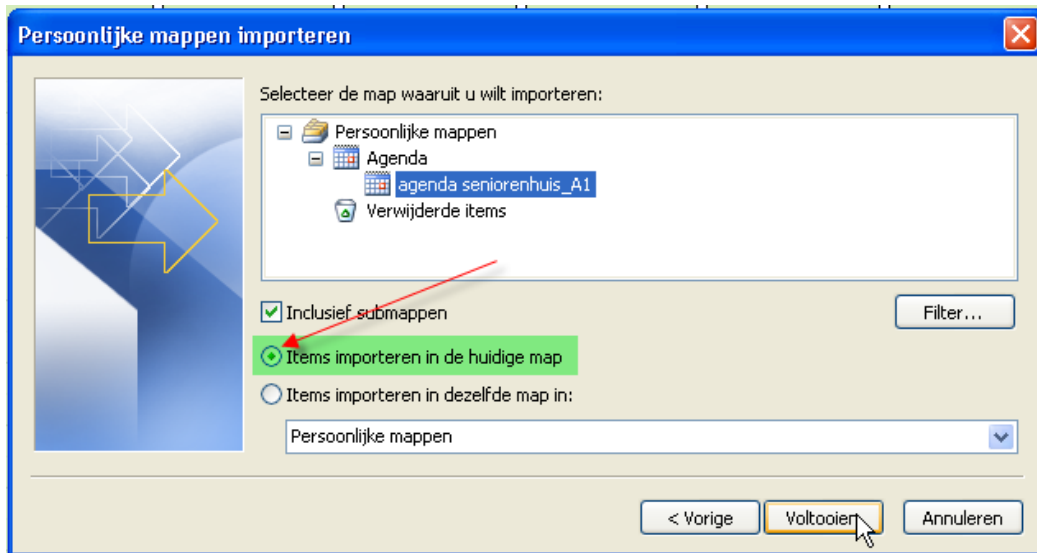 Persoonlijke mappen importeren
Selecteer de map waaruit u wilt importeren:
Persoonlijke mappen
Agenda
agenda seniorenhuis_A1
Verwijderde items
Inclusief submappen
Filter...
Items importeren in de huidige map
Items importeren in dezelfde map in:
Persoonlijke mappen
< Vorige
Voltooien
Annuleren